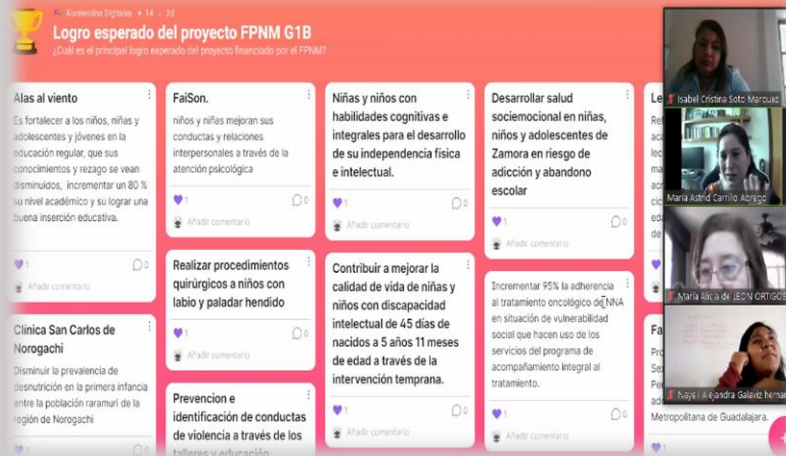 Kontenidos Digitales + 14 · 2d
Logro esperado del proyecto FPNM G1B
¿Cuál es el principal logro esperado del proyecto financiado por el FPNM?
Alas al viento
Es fortalecer a los niños, niñas y
adolescentes y jóvenes en la
educación regular, que sus
conocimientos y rezago se vean
disminuidos, incrementar un 80 %
su nivel académico y su lograr una
buena inserción educativa.
1
0
Añadir comentario
Clínica San Carlos de
Norogachi
Disminuir la prevalencia de
desnutrición en la primera infancia
entre la población raramuri de la
región de Norogachi
1
0
FaiSon.
niños y niñas mejoran sus
conductas y relaciones
interpersonales a través de la
atención psicológica
1
0
Añadir comentario
Realizar procedimientos
quirúrgicos a niños con
labio y paladar hendido
1
0
Añadir comentario
Prevencion e
identificación de conductas
de violencia a través de los
talleres y educación
Niñas y niños con
habilidades cognitivas e
integrales para el desarrollo
de su independencia física
e intelectual.
1
0
Añadir comentario
Contribuir a mejorar la
calidad de vida de niñas y
niños con discapacidad
intelectual de 45 días de
nacidos a 5 años 11 meses
de edad a través de la
intervención temprana.
1
0
Añadir comentario
Desarrollar salud
sociemocional en niñas,
niños y adolescentes de
Zamora en riesgo de
adicción y abandono
escolar
1
0
Añadir comentario
Incrementar 95% la adherencia
al tratamiento oncológico de NNA
en situación de vulnerabilidad
social que hacen uso de los
servicios del programa de
acompañamiento integral al
tratamiento.
1
0
Añadir comentario
Metropolitana de Guadalajara.
1
Isabel Cristina Soto Marquez
María Astrid Carrillo Abrego
María Alicia de LEON ORTIGOS
Nayeli Alejandra Galaviz hernan